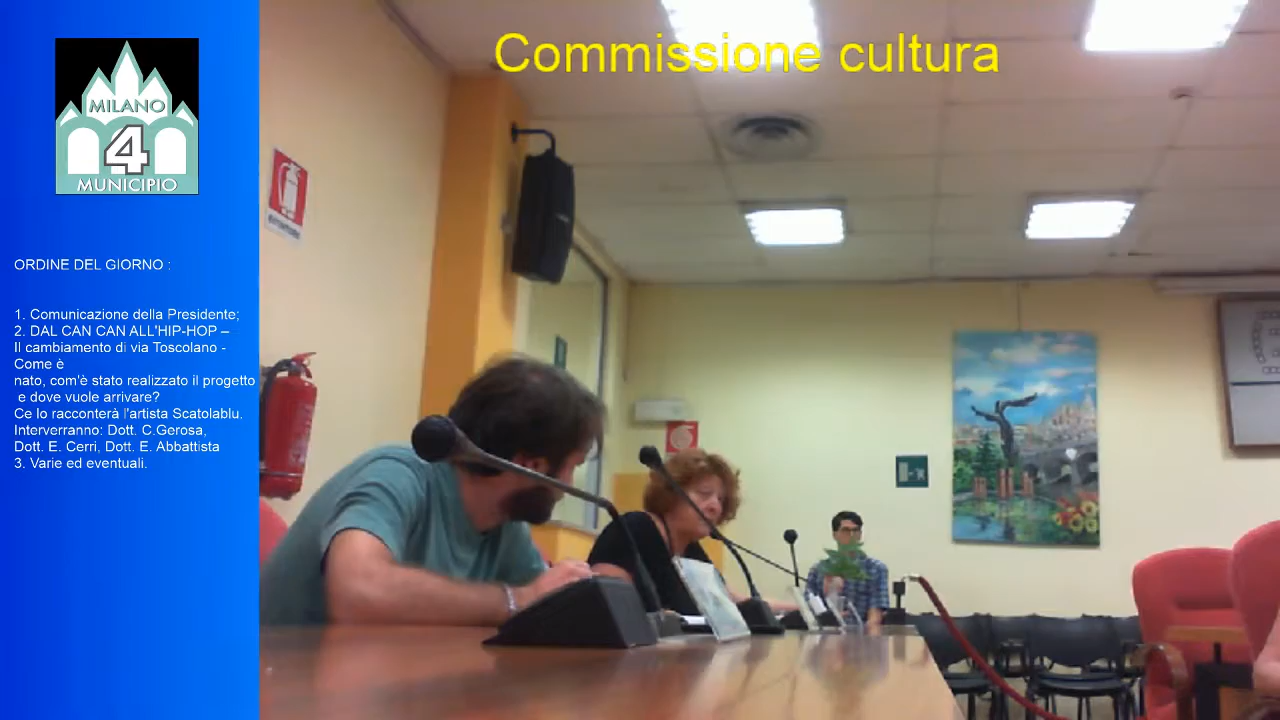 Commissione cultura
MILANO
4
MUNICIPIO
ORDINE DEL GIORNO :
1. Comunicazione della Presidente;
2. DAL CAN CAN ALL'HIP-HOP –
Il cambiamento di via Toscolano -
Come è
nato, com'è stato realizzato il progetto
e dove vuole arrivare?
Ce lo racconterà l'artista Scatolablu.
Interverranno: Dott. C.Gerosa,
Dott. E. Cerri, Dott. E. Abbattista
3. Varie ed eventuali.